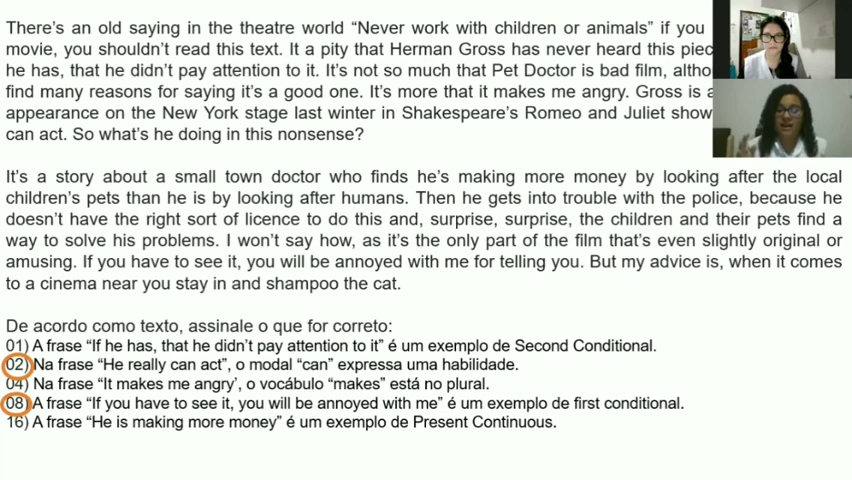 There's an old saying in the theatre world “Never work with children or animals” if you
movie, you shouldn't read this text. It a pity that Herman Gross has never heard this
he has, that he didn't pay attention to it. It's not so much that Pet Doctor is bad film,
find many reasons for saying it's a good one. It's more that it makes me angry. Gross is
appearance on the New York stage last winter in Shakespeare's Romeo and Juliet show
can act. So what's he doing in this nonsense?
It's a story about a small town doctor who finds he's making more money by looking after the local
children's pets than he is by looking after humans. Then he gets into trouble with the police, because he
doesn't have the right sort of licence to do this and, surprise, surprise, the children and their pets find a
way to solve his problems. I won't say how, as it's the only part of the film that's even slightly original or
amusing. If you have to see it, you will be annoyed with me for telling you. But my advice is, when it comes
to a cinema near you stay in and shampoo the cat.
De acordo como texto, assinale o que for correto:
01) A frase “If he has, that he didn't pay attention to it” é um exemplo de Second Conditional.
02) Na frase “He really can act”, o modal “can” expressa uma habilidade.
04) Na frase “It makes me angry’, o vocábulo “makes” está no plural.
08) A frase “If you have to see it, you will be annoyed with me” é um exemplo de first conditional.
16) A frase “He is making more money” é um exemplo de Present Continuous.